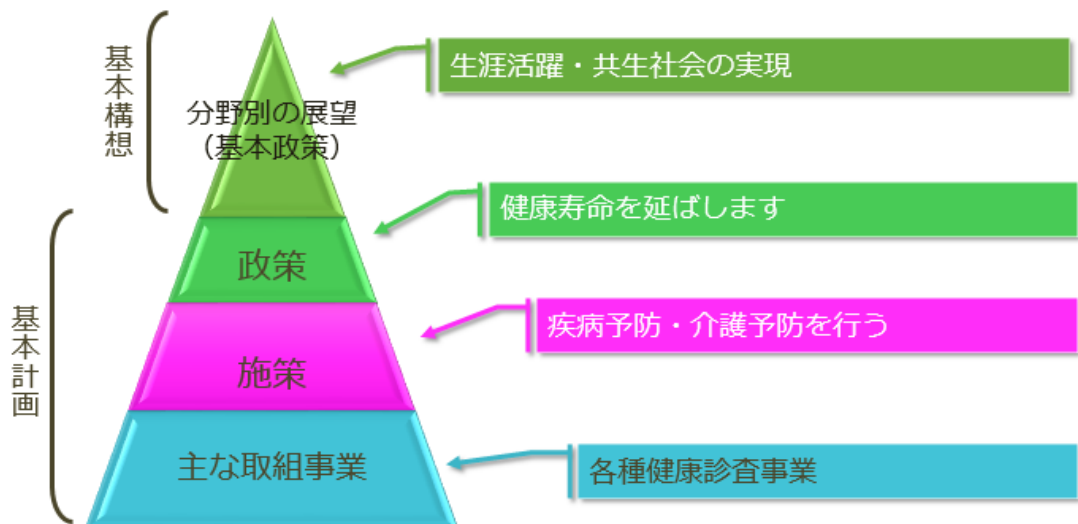 基本構想
分野別の展望
（基本政策）
生涯活躍・共生社会の実現
基本計画
政策
健康寿命を延ばします
施策
疾病予防・介護予防を行う
主な取組事業
各種健康診査事業